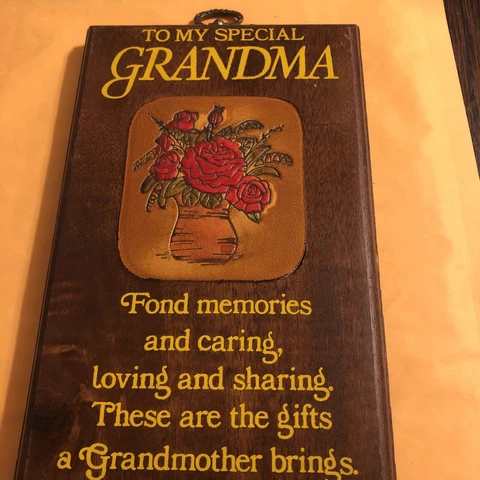 TO MY SPECIAL
GRANDMA
Fond memories
and caring,
loving and sharing.
These are the gifts
a Grandmother brings.